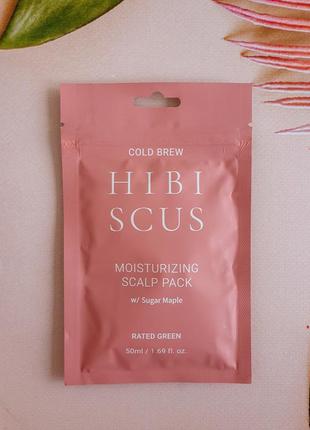 COLD BREW
HIBI
SCUS
MOISTURIZING
SCALP PACK
w/ Sugar Maple
RATED GREEN
50ml / 1.69 fl. oz.